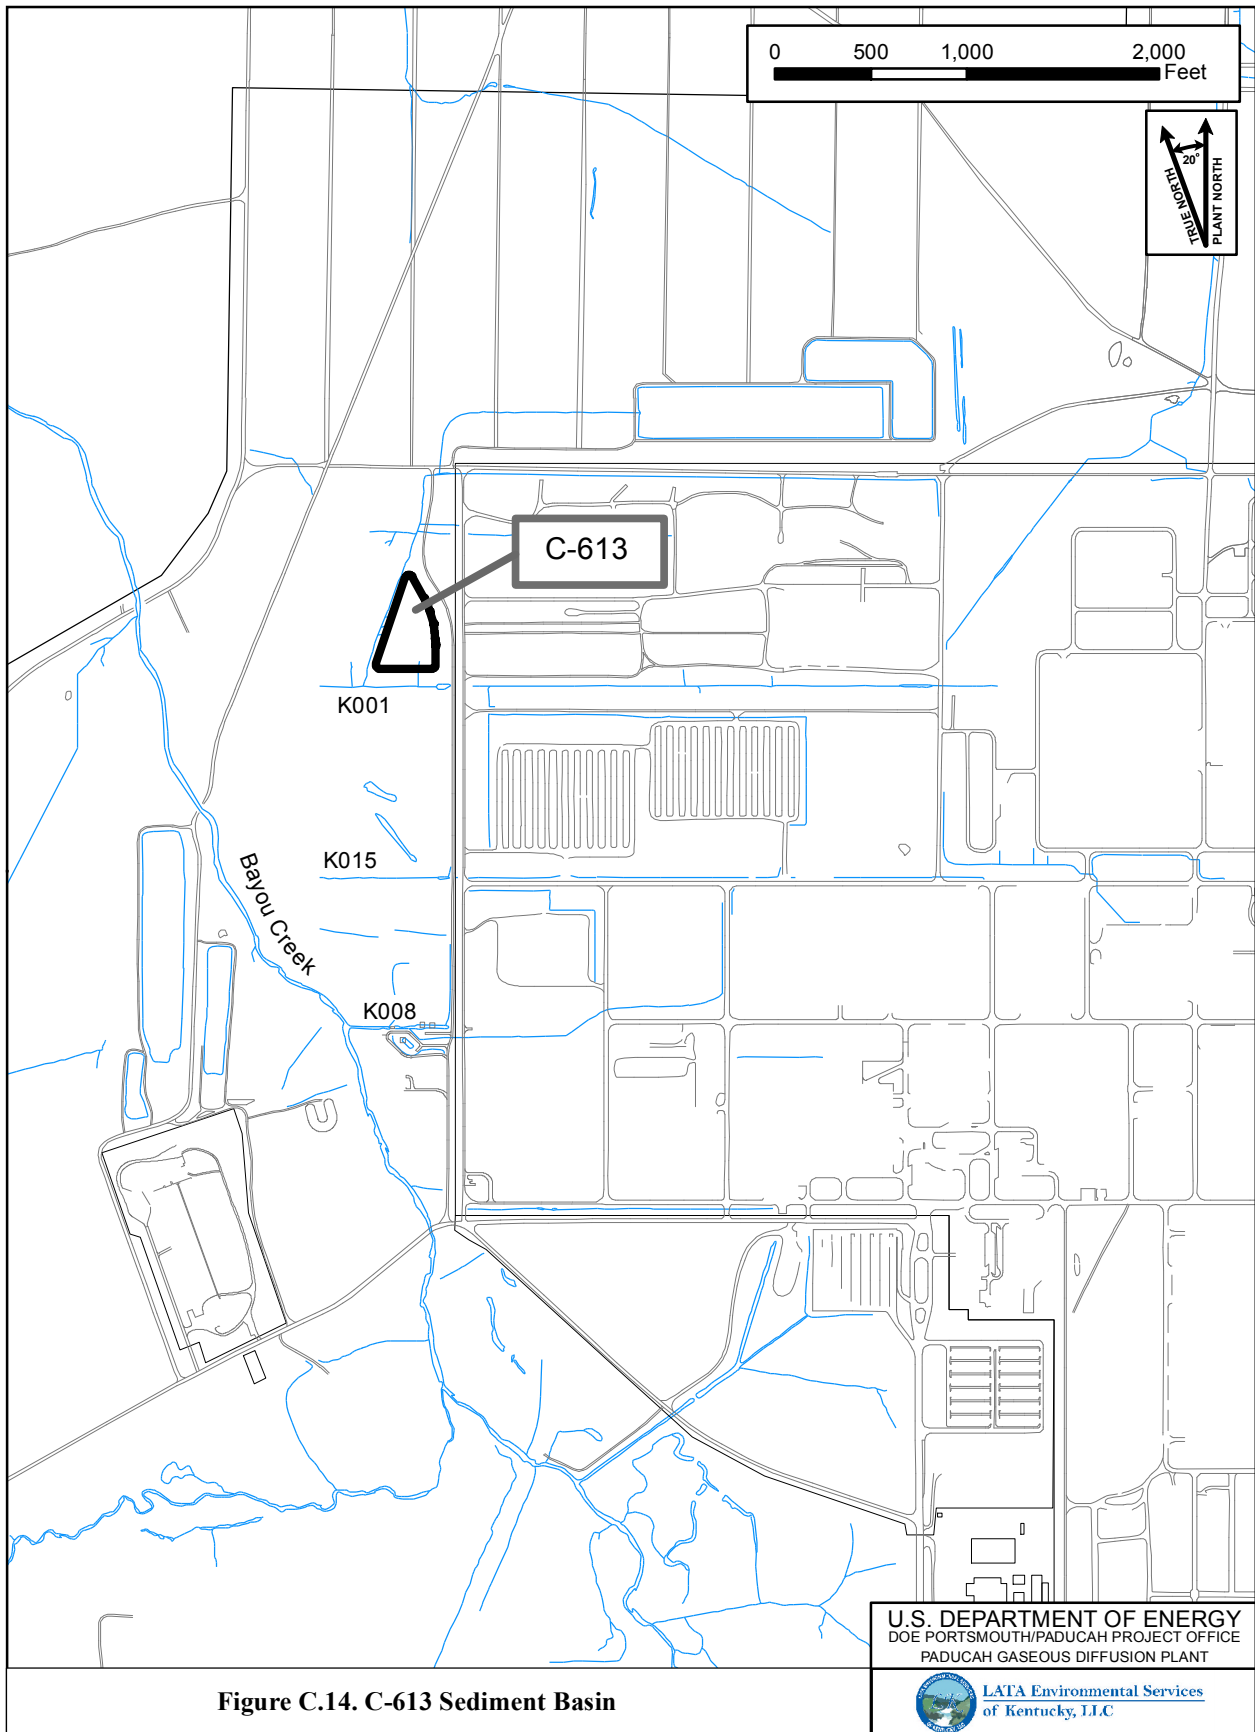 0 500 1,000 2,000
Feet
20°
TRUE NORTH
PLANT NORTH
C-613
K001
K015
Bayou Creek
K008
U.S. DEPARTMENT OF ENERGY
DOE PORTSMOUTH/PADUCAH PROJECT OFFICE
PADUCAH GASEOUS DIFFUSION PLANT
Figure C.14. C-613 Sediment Basin
LATA Environmental Services
of Kentucky, LLC